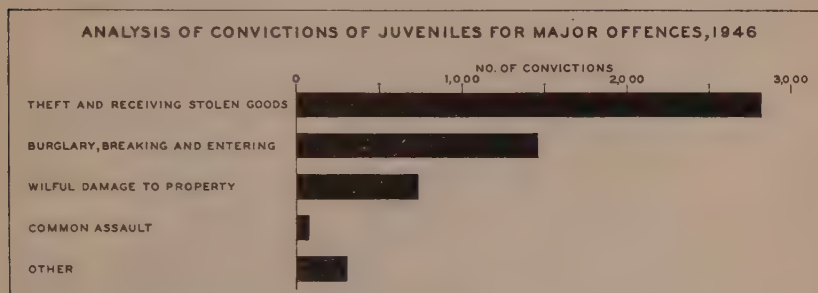 ANALYSIS OF CONVICTIONS OF JUVENILES FOR MAJOR OFFENCES, 1946
NO. OF CONVICTIONS
0 1,000 2,000 3,000
THEFT AND RECEIVING STOLEN GOODS
BURGLARY, BREAKING AND ENTERING
WILFUL DAMAGE TO PROPERTY
COMMON ASSAULT
OTHER